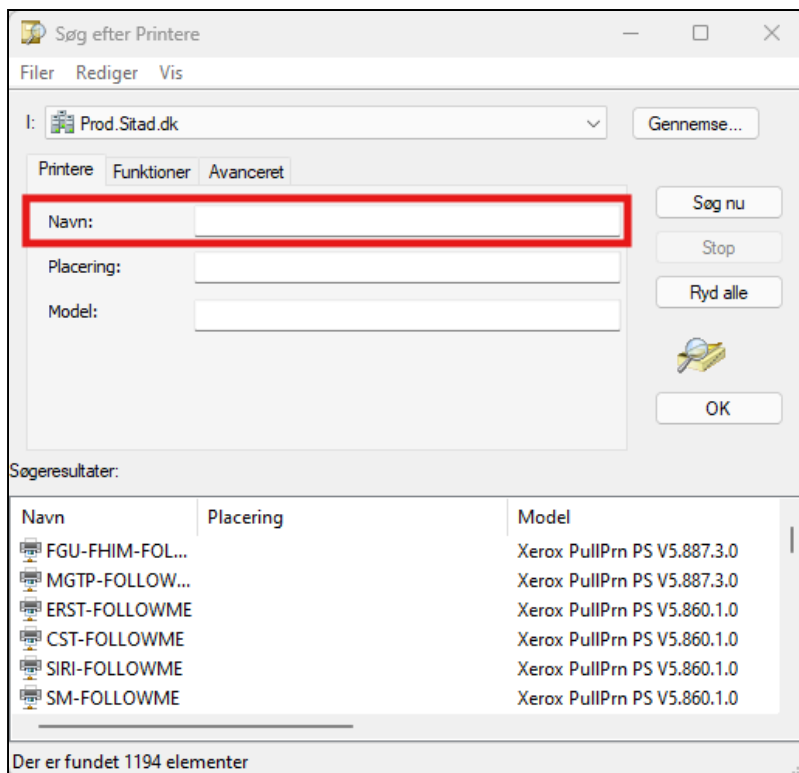 Søg efter Printere
Filer Rediger Vis
I: Prod.Sitad.dk Gennemse...
Printere Funktioner Avanceret
Navn: Søg nu
Placering: Stop
Model: Ryd alle
OK
Søgeresultater:
Navn Placering Model
FGU-FHIM-FOL... Xerox PullPrn PS V5.887.3.0
MGTP-FOLLOW... Xerox PullPrn PS V5.887.3.0
ERST-FOLLOWME Xerox PullPrn PS V5.860.1.0
CST-FOLLOWME Xerox PullPrn PS V5.860.1.0
SIRI-FOLLOWME Xerox PullPrn PS V5.860.1.0
SM-FOLLOWME Xerox PullPrn PS V5.860.1.0
Der er fundet 1194 elementer